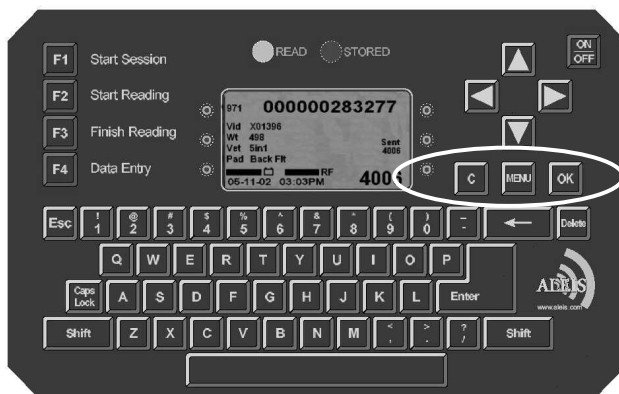 F1 Start Session
F2 Start Reading
F3 Finish Reading
F4 Data Entry
READ STORED
971 000000283277
Vid X01396
Wt 498
Vet 5in1
Pad Back Flt
Sent
4006
RF
05-11-02 03:03PM 4006
ON
OFF
C MENU OK
Esc ! 1 @ 2 # 3 $ 4 % 5 ^ 6 & 7 * 8 ( 9 ) 0 _ - ← Delete
Q W E R T Y U I O P
Caps Lock A S D F G H J K L Enter
Shift Z X C V B N M < , > . ? / Shift
ALEIS
www.aleis.com